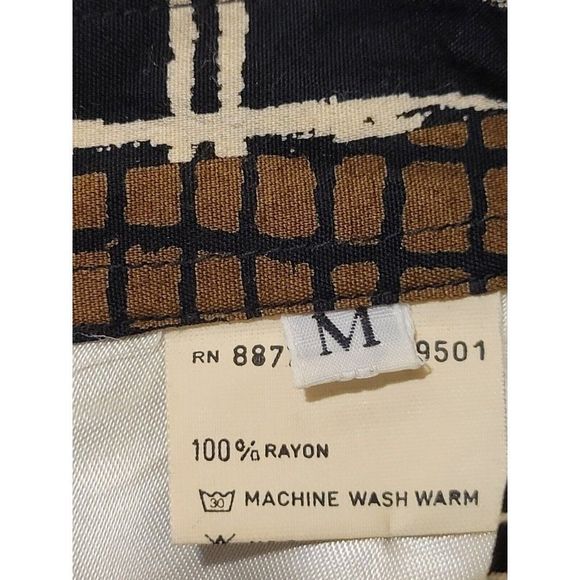 M
RN 887 9501
100% RAYON
30 MACHINE WASH WARM